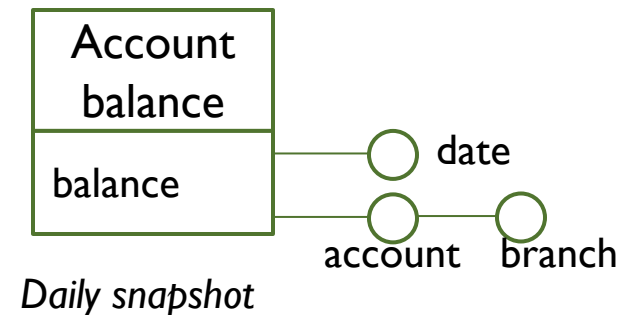 Account
balance
balance
date
account
branch
Daily snapshot